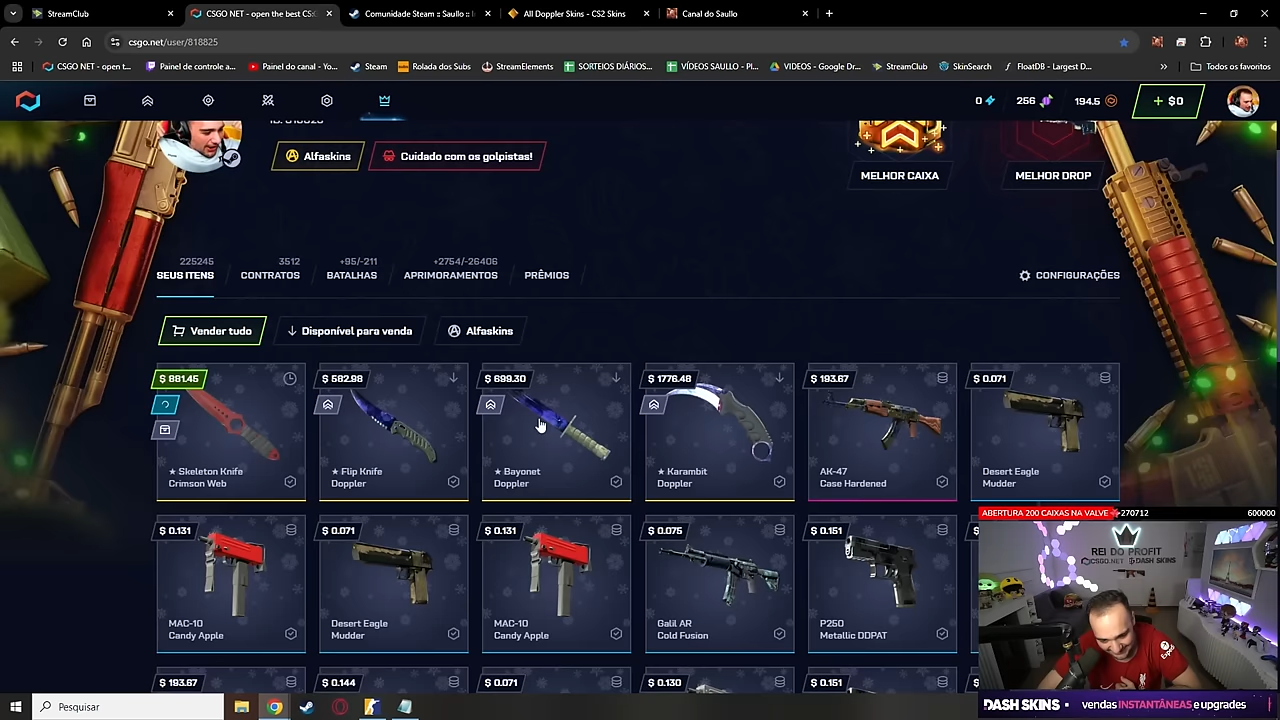 StreamClub
CSGO NET - open the best CS:
Comunidade Steam :: Saullo ::
All Doppler Skins - CS2 Skins
Canal do Saullo
csgo.net/user/818825
CSGO NET - open t...
Painel de controle a...
Painel do canal - Yo...
Steam
Rolada dos Subs
StreamElements
SORTEIOS DIÁRIOS...
VÍDEOS SAULLO - Pl...
VIDEOS - Google Dr...
StreamClub
SkinSearch
FloatDB - Largest D...
Todos os favoritos
0
256
194.5
+ $0
Alfaskins
Cuidado com os golpistas!
MELHOR CAIXA
MELHOR DROP
225245
SEUS ITENS
3512
CONTRATOS
+95/-211
BATALHAS
+2754/-26406
APRIMORAMENTOS
PRÊMIOS
CONFIGURAÇÕES
Vender tudo
Disponível para venda
Alfaskins
$ 881.45
★ Skeleton Knife
Crimson Web
$ 582.98
★ Flip Knife
Doppler
$ 699.30
★ Bayonet
Doppler
$ 1776.48
★ Karambit
Doppler
$ 193.67
AK-47
Case Hardened
$ 0.071
Desert Eagle
Mudder
$ 0.131
MAC-10
Candy Apple
$ 0.071
Desert Eagle
Mudder
$ 0.131
MAC-10
Candy Apple
$ 0.075
Galil AR
Cold Fusion
$ 0.151
P250
Metallic DDPAT
$ 193.67
$ 0.144
$ 0.071
$ 0.130
$ 0.151
ABERTURA 200 CAIXAS NA VALVE
270712
600000
REI DO PROFIT
CSGO.NET
DASH SKINS
DASH SKINS
vendas INSTANTÂNEAS e upgrades
Pesquisar